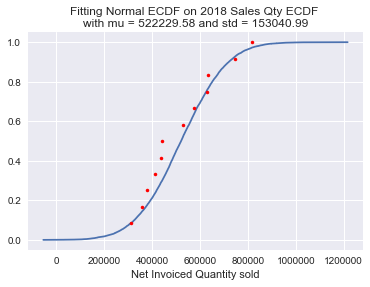 Fitting Normal ECDF on 2018 Sales Qty ECDF
with mu = 522229.58 and std = 153040.99
1.0
0.8
0.6
0.4
0.2
0.0
0 200000 400000 600000 800000 1000000 1200000
Net Invoiced Quantity sold